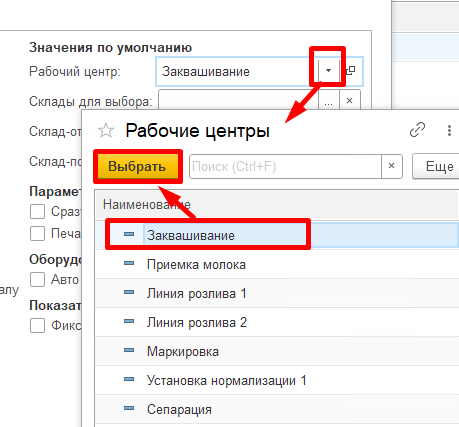 Значения по умолчанию
Рабочий центр: Заквашивание
Склады для выбора: ...
Склад-от
Склад-по
Парамет
Сразу
Печа
Оборудо
Авто
алу
Показат
Фикс
Рабочие центры
Выбрать Поиск (Ctrl+F) × Еще
Наименование
Заквашивание
Приемка молока
Линия розлива 1
Линия розлива 2
Маркировка
Установка нормализации 1
Сепарация